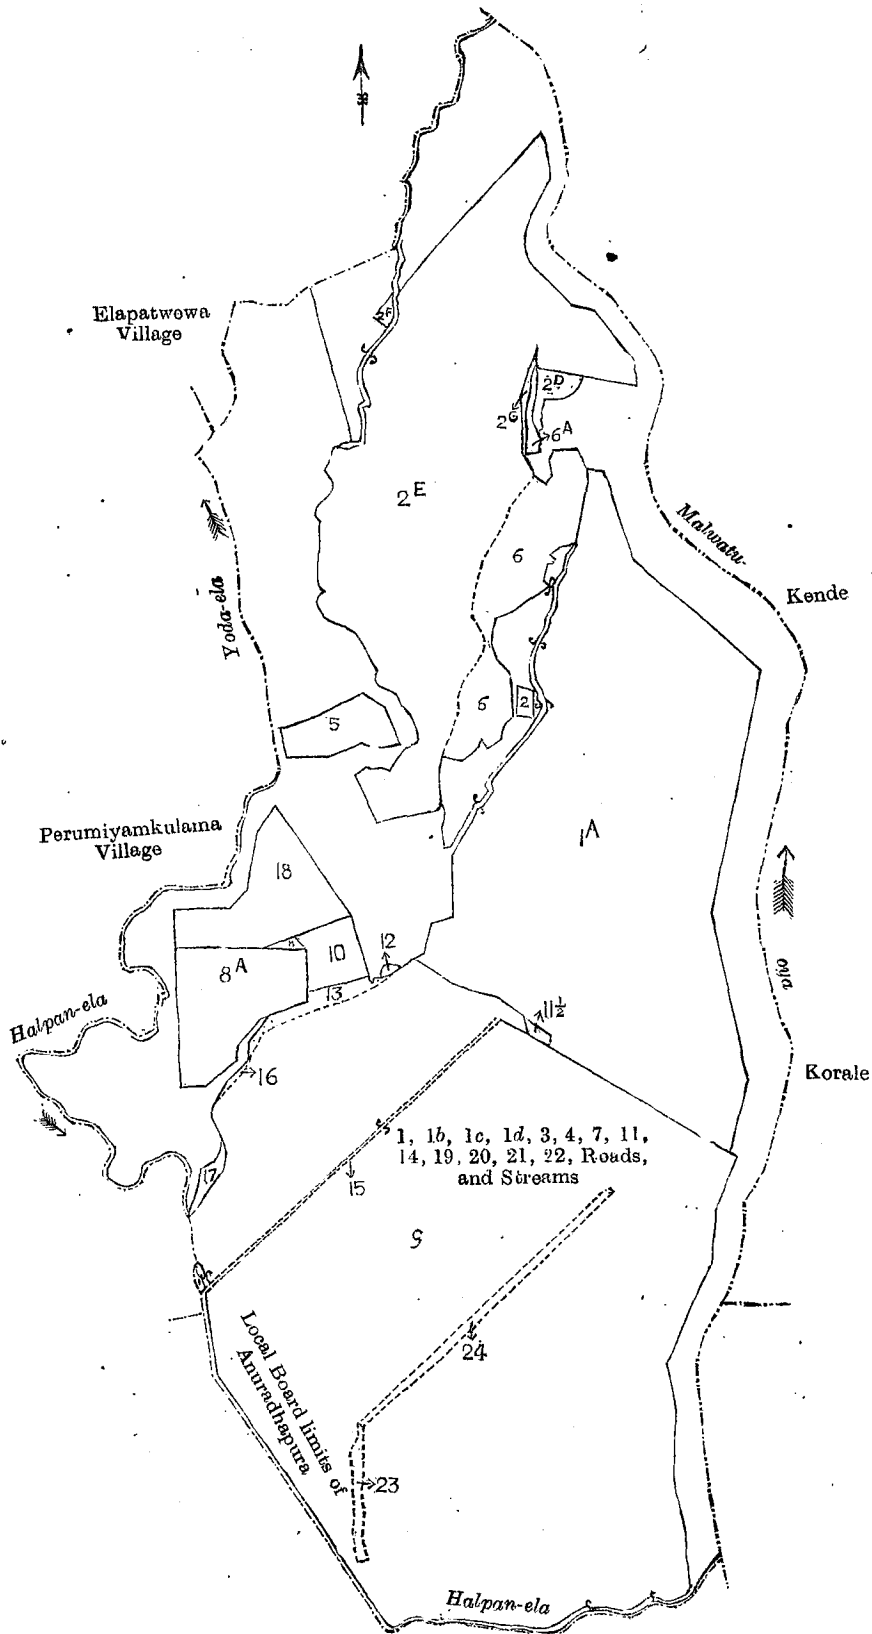 Elapatwewa
Village
2F
2D
2G
6A
2E
6
Malwatu-
Kende
Yoda-ela
6
2
5
Perumiyamkulama
Village
1A
18
10
12
8A
13
oya
Halpan-ela
11½
16
Korale
1, 1b, 1c, 1d, 3, 4, 7, 11,
14, 19, 20, 21, 22, Roads,
and Streams
15
17
9
24
Local Board limits of
Anuradhapura
23
Halpan-ela